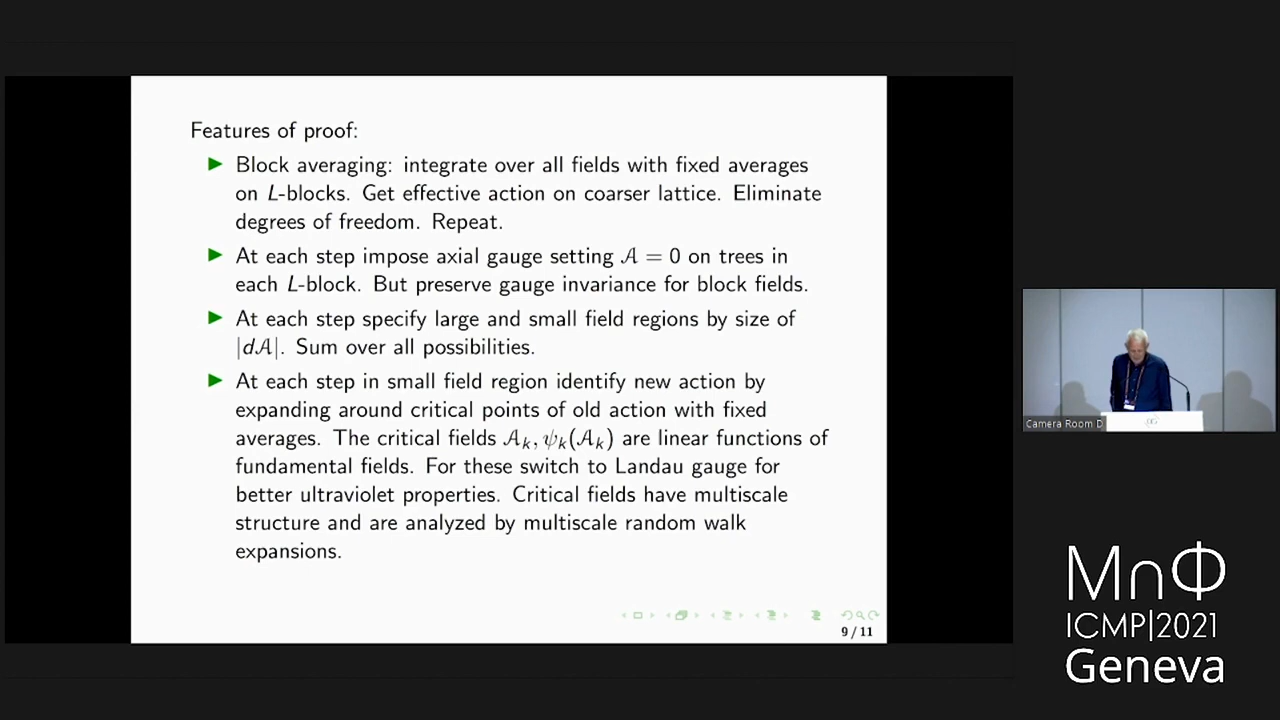 Features of proof:
▶ Block averaging: integrate over all fields with fixed averages
on L-blocks. Get effective action on coarser lattice. Eliminate
degrees of freedom. Repeat.
▶ At each step impose axial gauge setting 𝒜 = 0 on trees in
each L-block. But preserve gauge invariance for block fields.
▶ At each step specify large and small field regions by size of
|d𝒜|. Sum over all possibilities.
▶ At each step in small field region identify new action by
expanding around critical points of old action with fixed
averages. The critical fields 𝒜ₖ, ψₖ(𝒜ₖ) are linear functions of
fundamental fields. For these switch to Landau gauge for
better ultraviolet properties. Critical fields have multiscale
structure and are analyzed by multiscale random walk
expansions.
9 / 11
Camera Room D
M∩Φ
ICMP|2021
Geneva